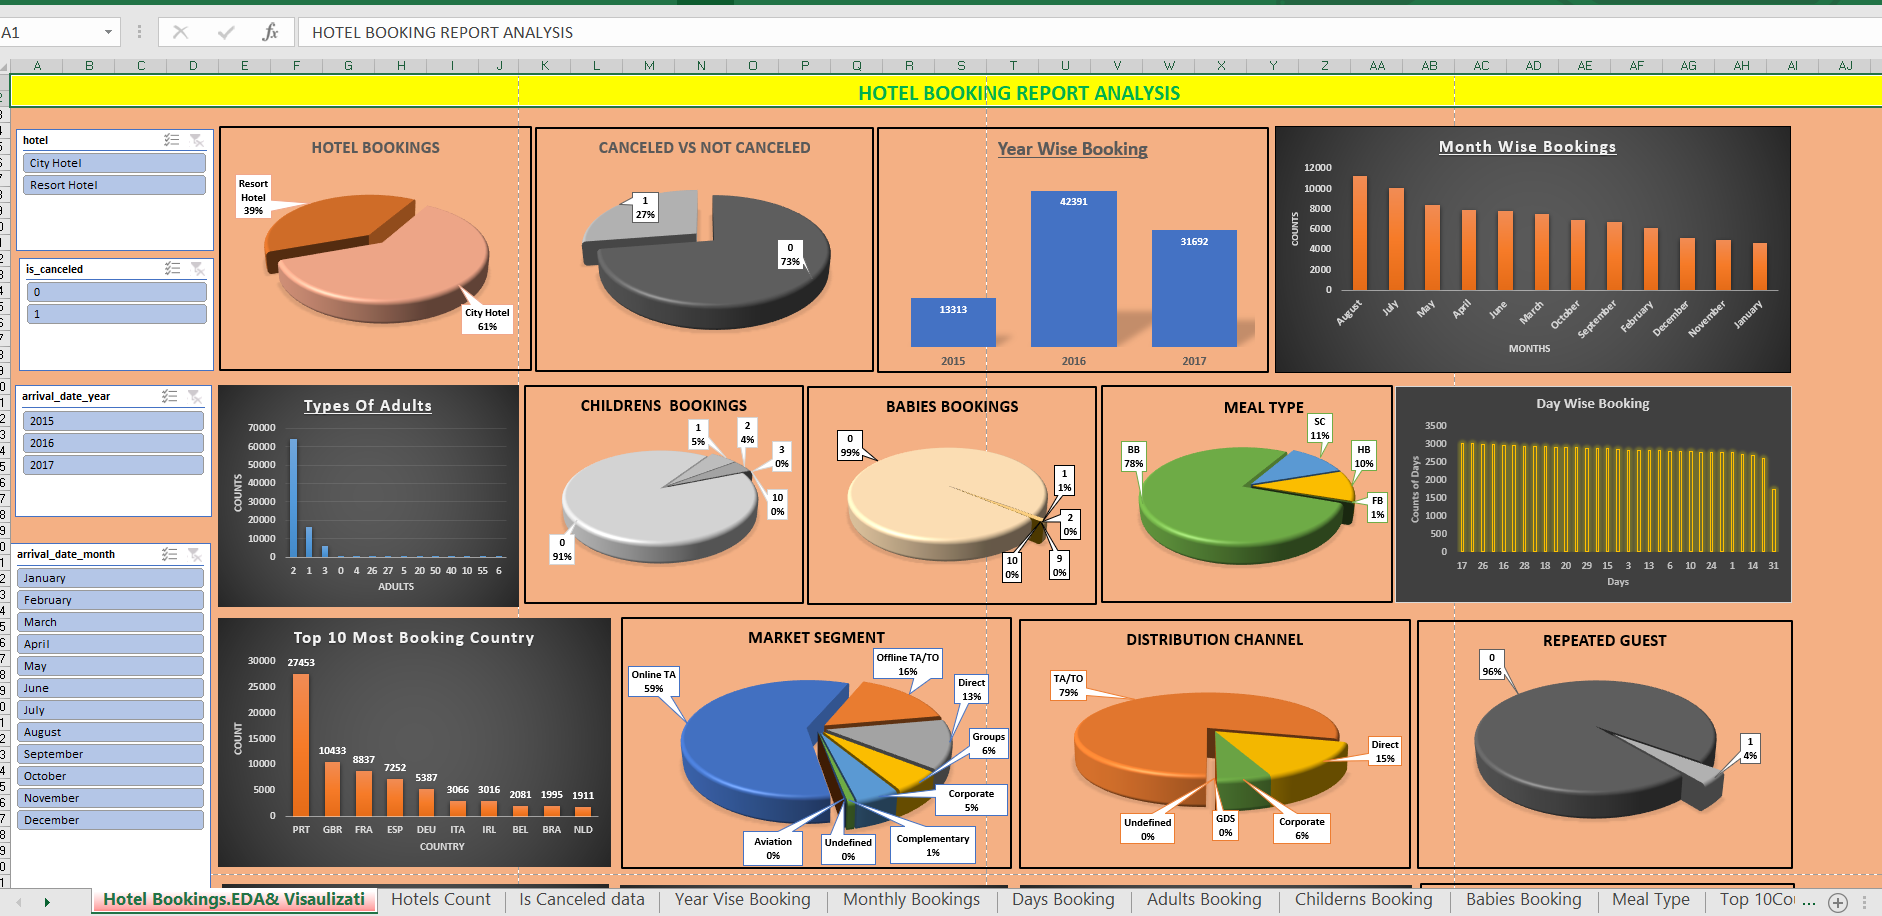 A1
fx
HOTEL BOOKING REPORT ANALYSIS
A B C D E F G H I J K L M N O P Q R S T U V W X Y Z AA AB AC AD AE AF AG AH AI AJ
HOTEL BOOKING REPORT ANALYSIS
hotel
City Hotel
Resort Hotel
is_canceled
0
1
HOTEL BOOKINGS
Resort
Hotel
39%
City Hotel
61%
CANCELED VS NOT CANCELED
1
27%
0
73%
Year Wise Booking
13313
42391
31692
2015 2016 2017
Month Wise Bookings
12000
10000
8000
6000
4000
2000
0
COUNTS
August July May April June March October September February December November January
MONTHS
arrival_date_year
2015
2016
2017
Types Of Adults
70000
60000
50000
40000
30000
20000
10000
0
COUNTS
2 1 3 0 4 26 27 5 20 50 40 10 55 6
ADULTS
CHILDRENS BOOKINGS
1
5%
2
4%
3
0%
10
0%
0
91%
BABIES BOOKINGS
0
99%
1
1%
2
0%
9
0%
10
0%
MEAL TYPE
BB
78%
SC
11%
HB
10%
FB
1%
Day Wise Booking
3500
3000
2500
2000
1500
1000
500
0
Counts of Days
17 26 16 28 18 20 29 15 3 13 6 10 24 1 14 31
Days
arrival_date_month
January
February
March
April
May
June
July
August
September
October
November
December
Top 10 Most Booking Country
30000
25000
20000
15000
10000
5000
0
COUNT
27453
10433
8837
7252
5387
3066
3016
2081
1995
1911
PRT GBR FRA ESP DEU ITA IRL BEL BRA NLD
COUNTRY
MARKET SEGMENT
Online TA
59%
Offline TA/TO
16%
Direct
13%
Groups
6%
Corporate
5%
Complementary
1%
Undefined
0%
Aviation
0%
DISTRIBUTION CHANNEL
TA/TO
79%
Direct
15%
Corporate
6%
GDS
0%
Undefined
0%
REPEATED GUEST
0
96%
1
4%
Hotel Bookings.EDA& Visaulizati
Hotels Count
Is Canceled data
Year Vise Booking
Monthly Bookings
Days Booking
Adults Booking
Childerns Booking
Babies Booking
Meal Type
Top 10Co ...